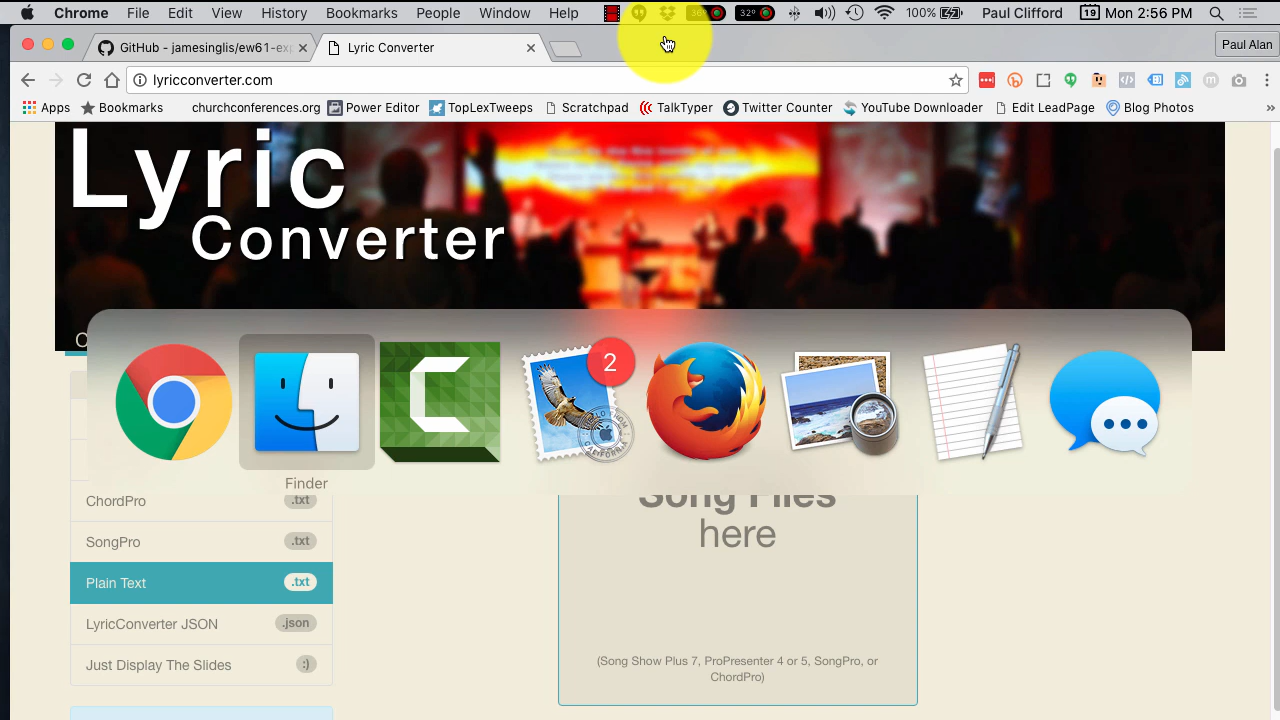 Chrome File Edit View History Bookmarks People Window Help 36° 32° 100% Paul Clifford 19 Mon 2:56 PM
GitHub - jamesinglis/ew61-exp Lyric Converter Paul Alan
lyricconverter.com
Apps Bookmarks churchconferences.org Power Editor TopLexTweeps Scratchpad TalkTyper Twitter Counter YouTube Downloader Edit LeadPage Blog Photos »
Lyric
Converter
2
Finder
ChordPro .txt
SongPro .txt
Plain Text .txt
LyricConverter JSON .json
Just Display The Slides :)
Song Files
here
(Song Show Plus 7, ProPresenter 4 or 5, SongPro, or
ChordPro)